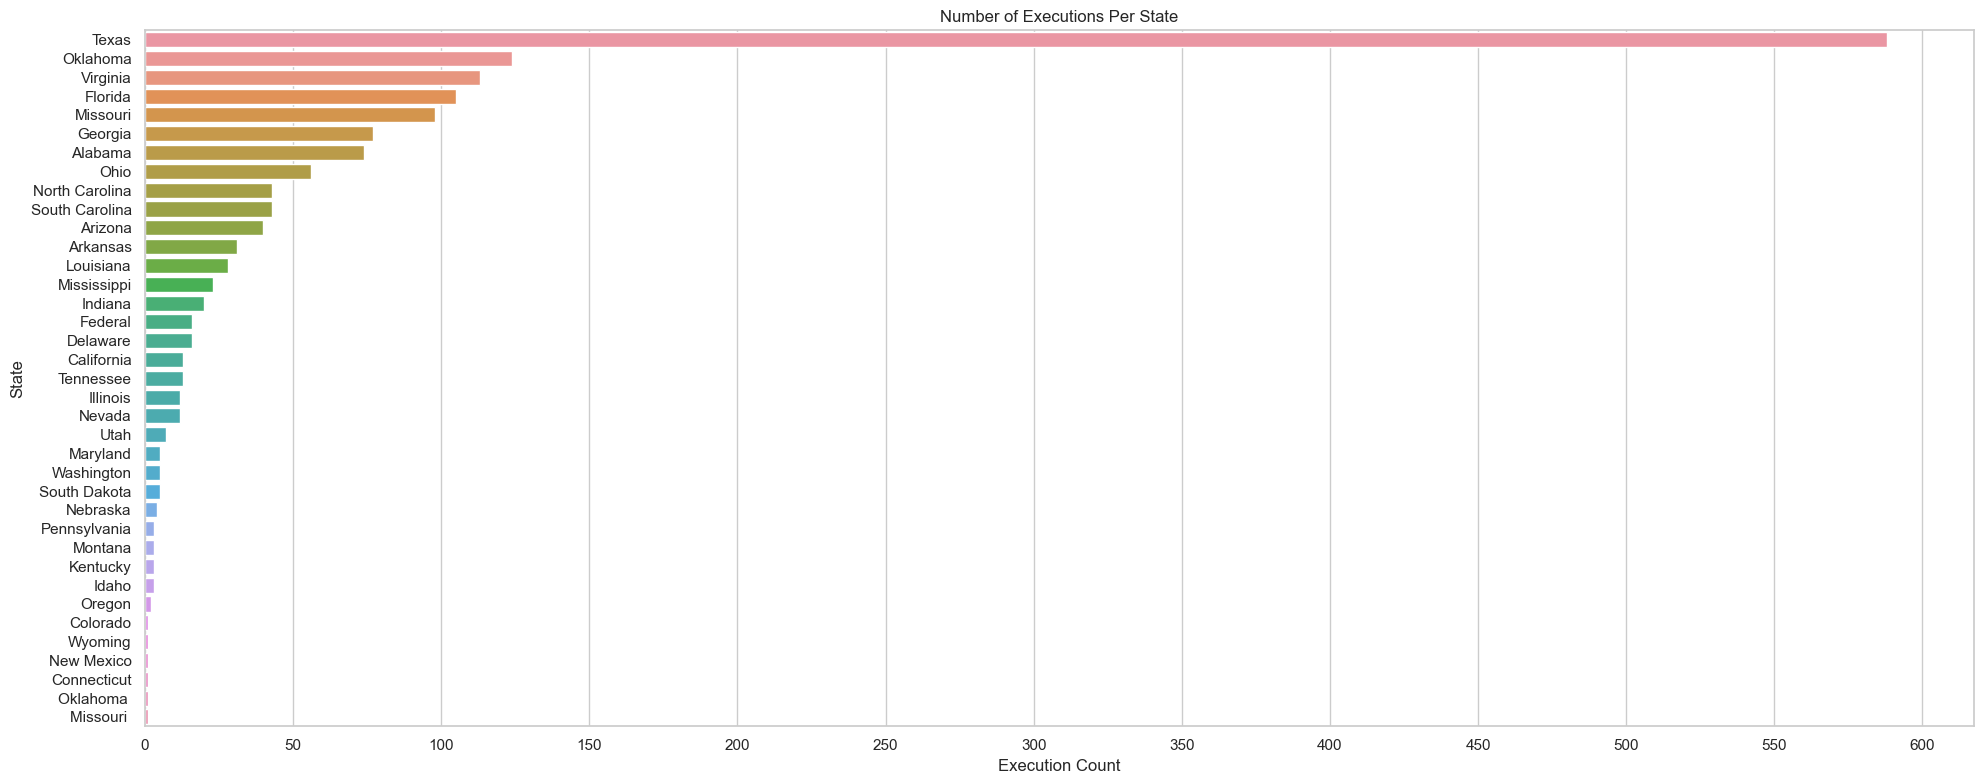 Number of Executions Per State
Texas
Oklahoma
Virginia
Florida
Missouri
Georgia
Alabama
Ohio
North Carolina
South Carolina
Arizona
Arkansas
Louisiana
Mississippi
Indiana
Federal
Delaware
California
Tennessee
Illinois
Nevada
Utah
Maryland
Washington
South Dakota
Nebraska
Pennsylvania
Montana
Kentucky
Idaho
Oregon
Colorado
Wyoming
New Mexico
Connecticut
Oklahoma
Missouri
State
0 50 100 150 200 250 300 350 400 450 500 550 600
Execution Count